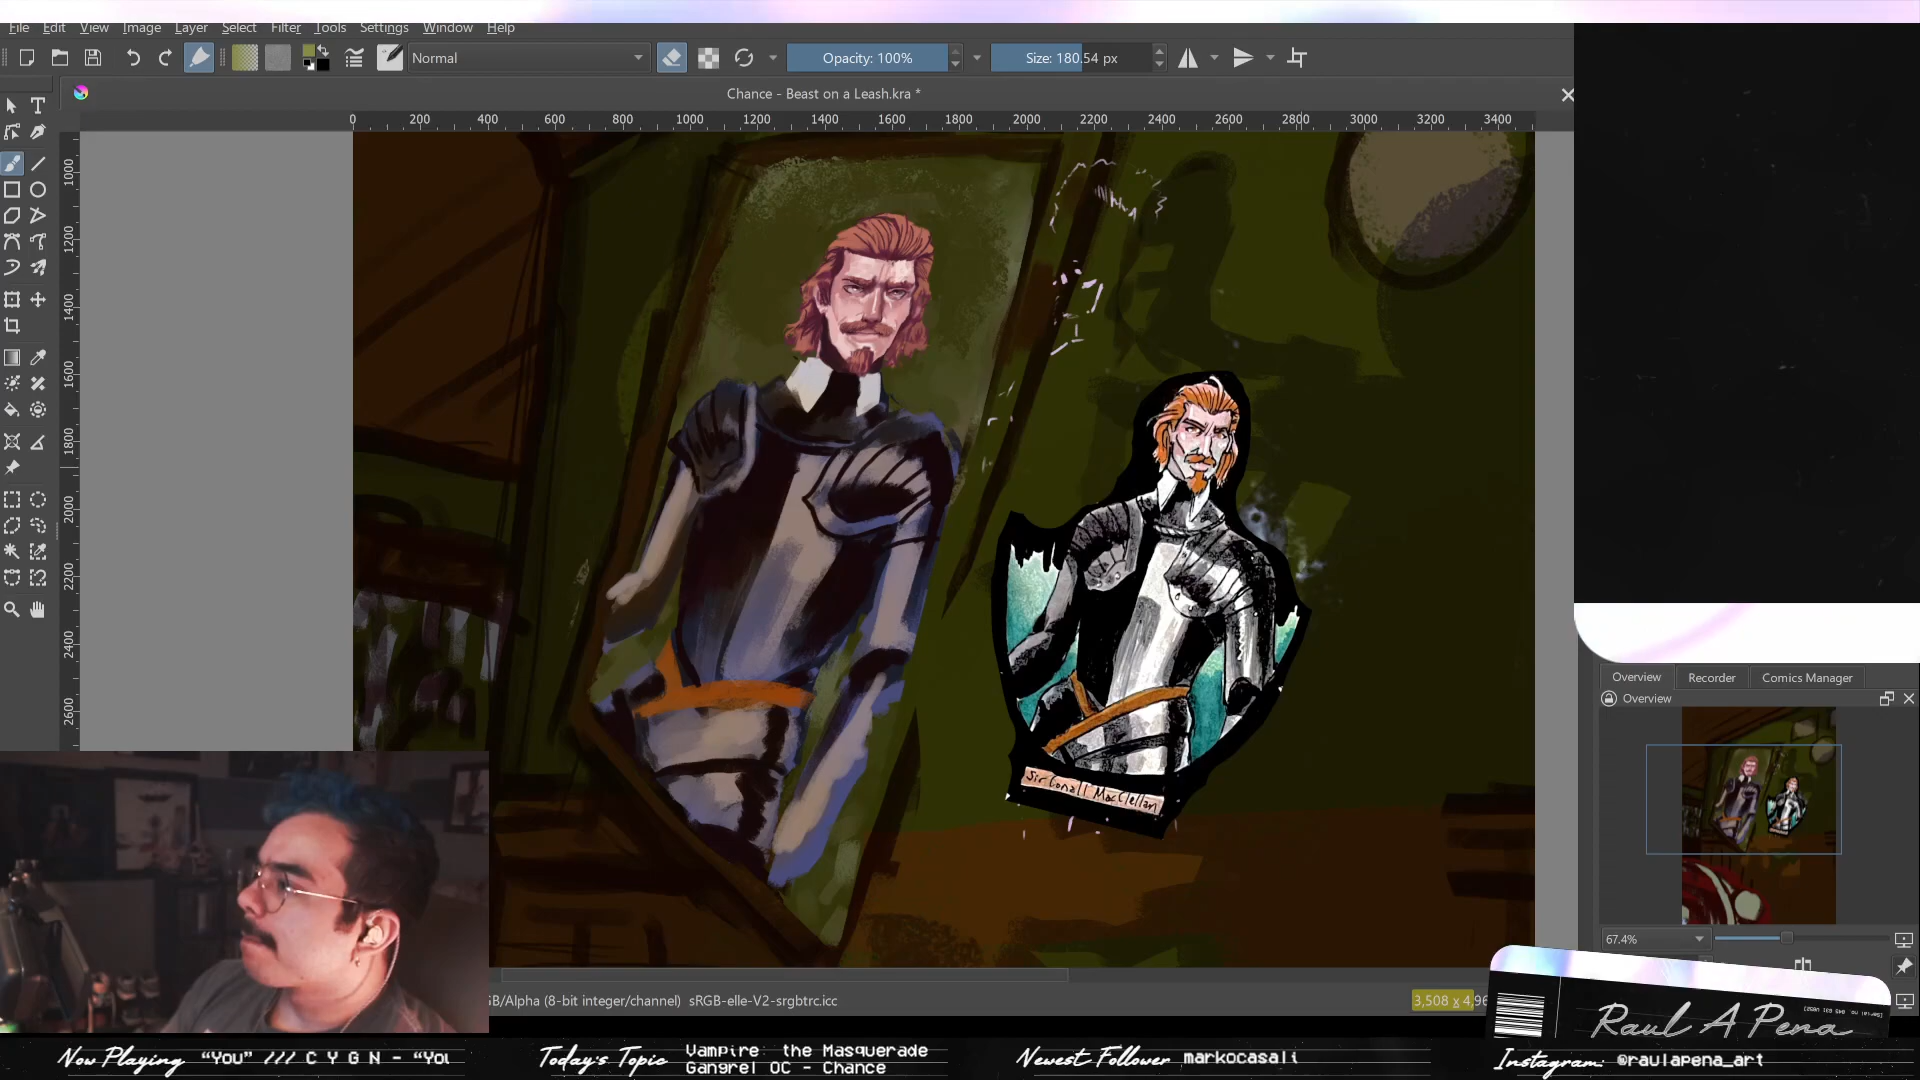 File Edit View Image Layer Select Filter Tools Settings Window Help
Normal
Opacity: 100%
Size: 180.54 px
Chance - Beast on a Leash.kra *
0 200 400 600 800 1000 1200 1400 1600 1800 2000 2200 2400 2600 2800 3000 3200 3400
1000
1200
1400
1600
1800
2000
2200
2400
2600
Sir Conall MacClellan
Overview Recorder Comics Manager
Overview
67.4%
GB/Alpha (8-bit integer/channel) sRGB-elle-V2-srgbtrc.icc
3,508 x 4,96
Raul A Pena
Now Playing "You" /// C Y G N - "You
Today's Topic Vampire: the Masquerade
Gangrel OC - Chance
Newest Follower markocasali
Instagram: @raulapena_art